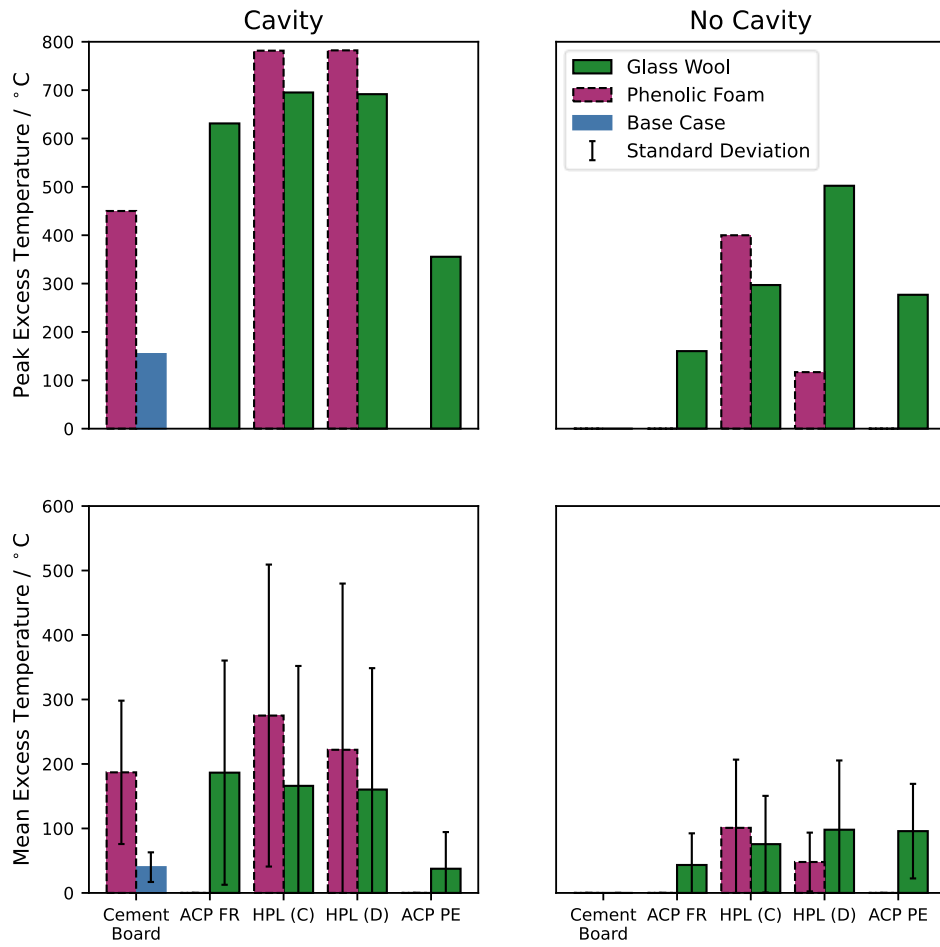 Cavity
No Cavity
Peak Excess Temperature / °C
800
700
600
500
400
300
200
100
0
Glass Wool
Phenolic Foam
Base Case
Standard Deviation
Mean Excess Temperature / °C
600
500
400
300
200
100
0
Cement
Board
ACP FR
HPL (C)
HPL (D)
ACP PE
Cement
Board
ACP FR
HPL (C)
HPL (D)
ACP PE